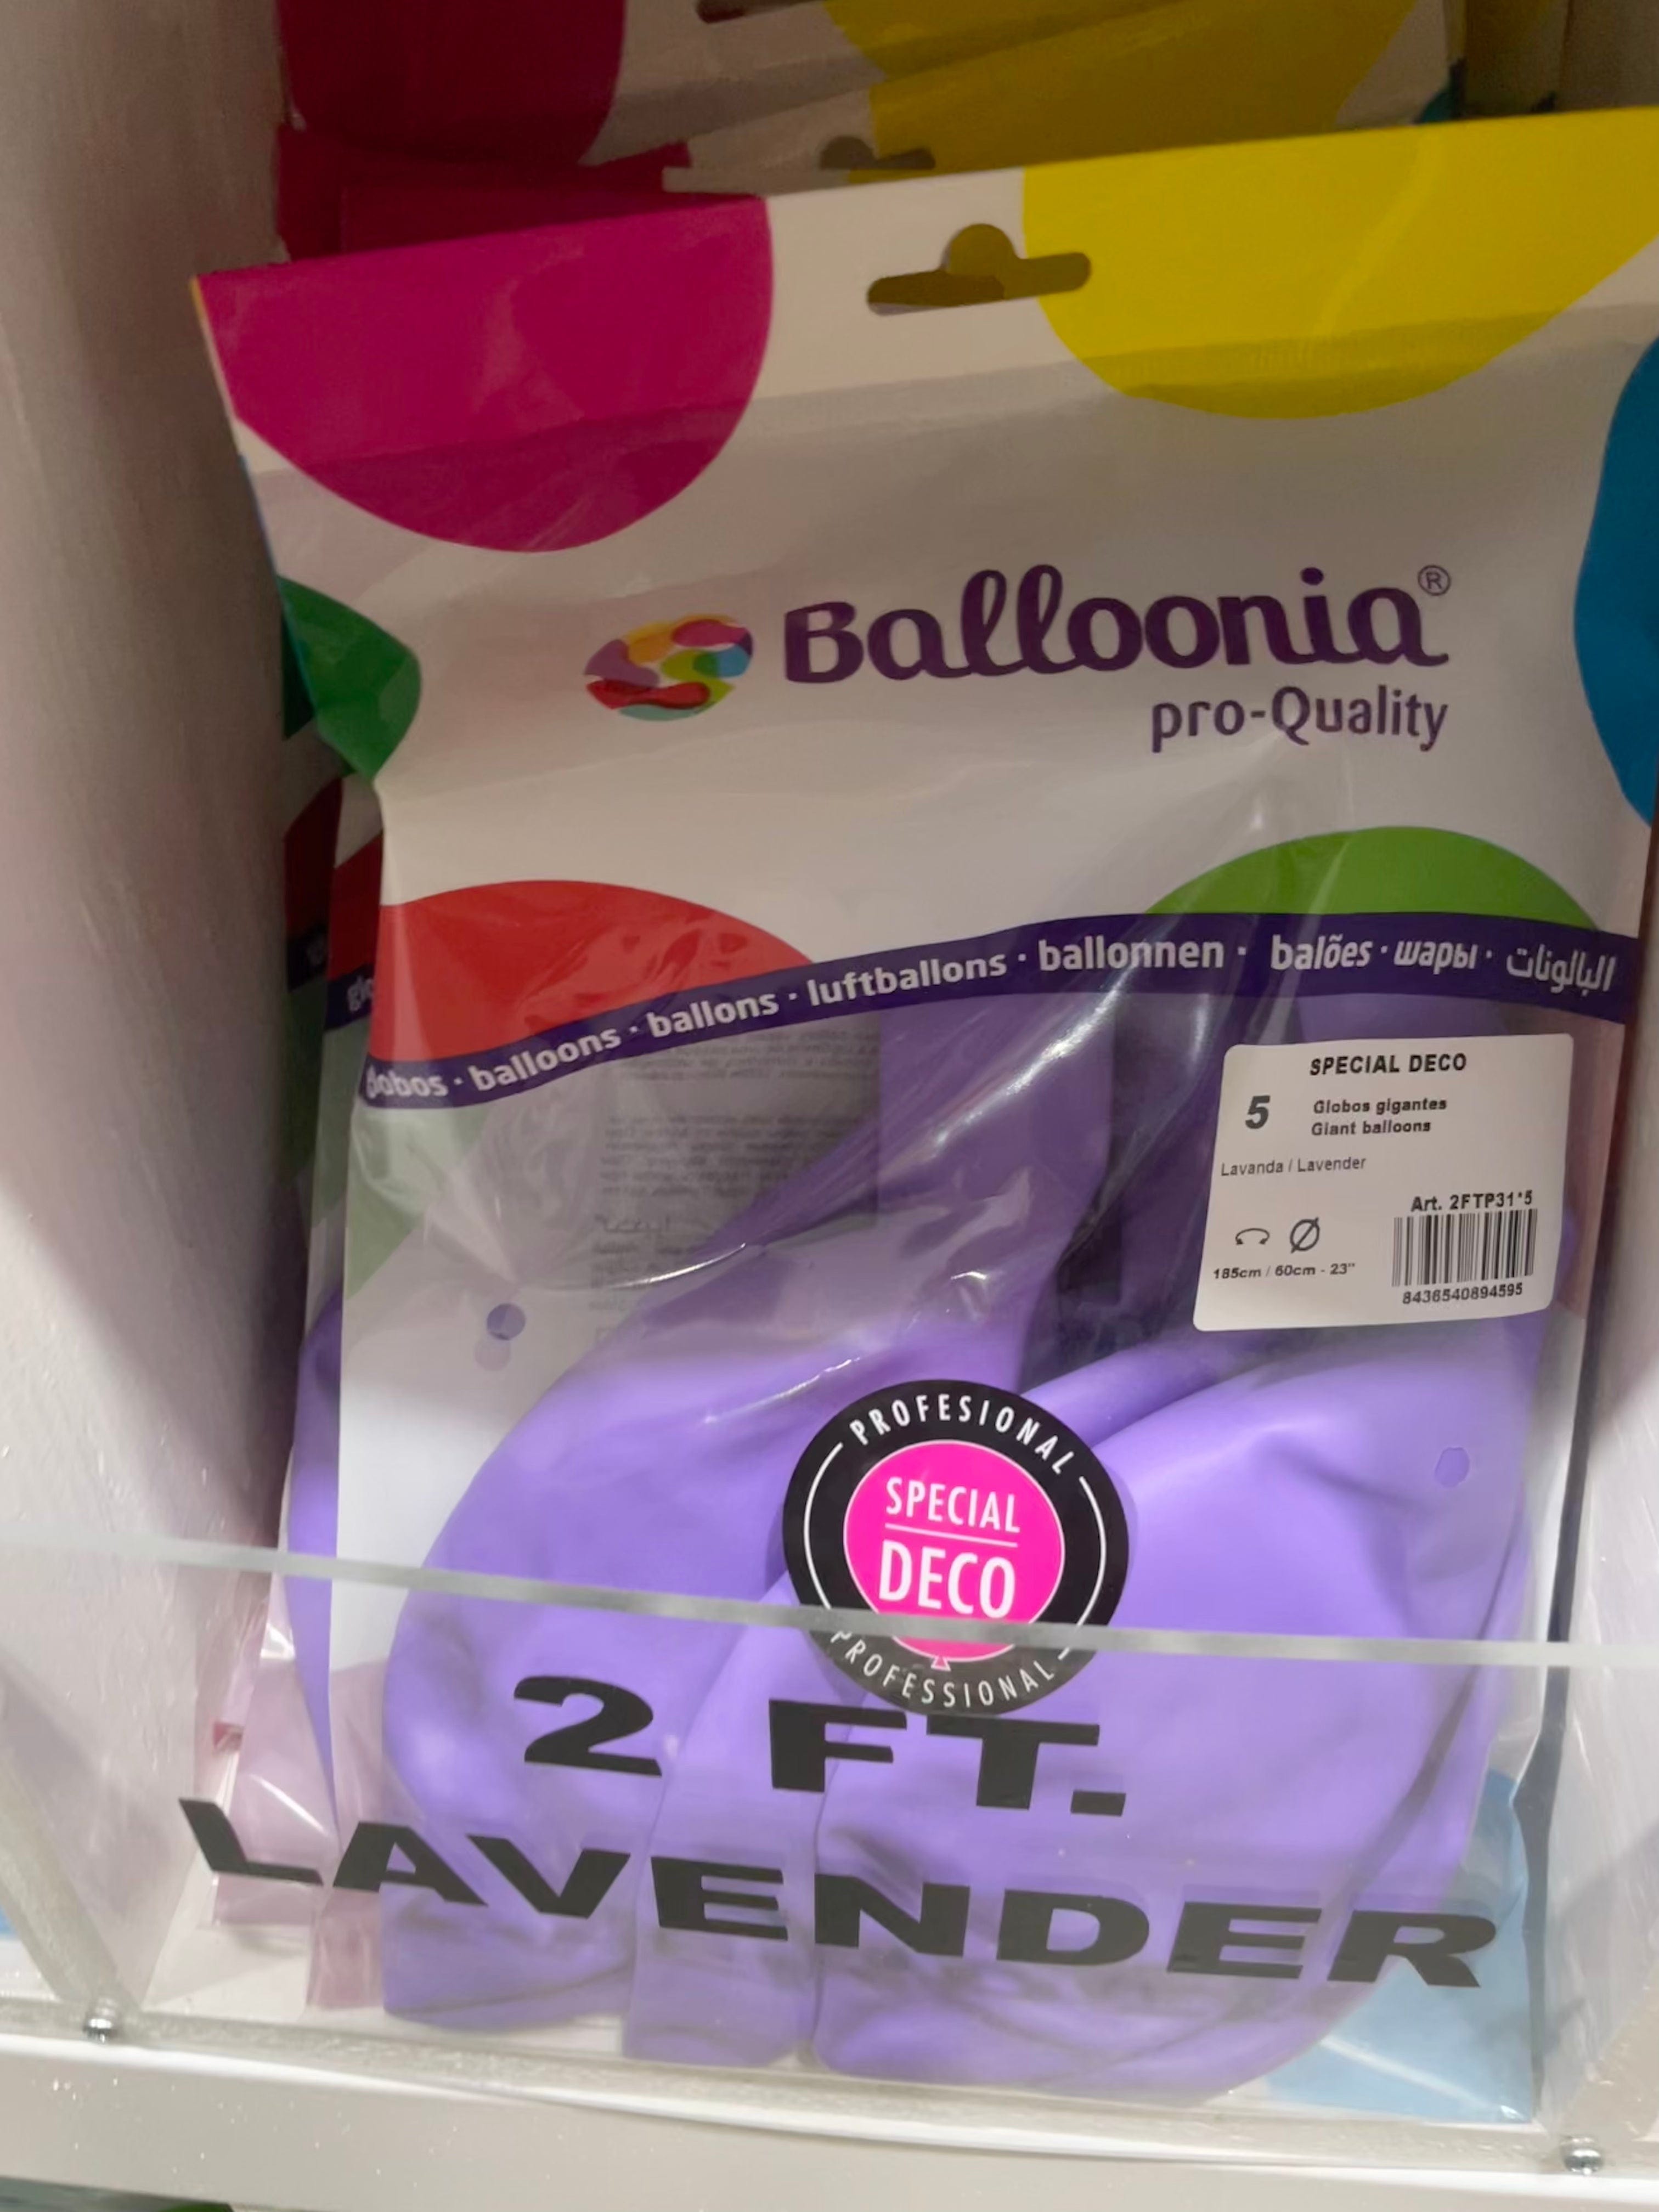 Balloonia®
pro-Quality
globos · balloons · ballons · luftballons · ballonnen · balões · шары · البالونات
SPECIAL DECO
5
Globos gigantes
Giant balloons
Lavanda / Lavender
Art. 2FTP31*5
185cm / 60cm - 23"
8436540894595
PROFESIONAL
SPECIAL
DECO
PROFESSIONAL
2 FT.
LAVENDER